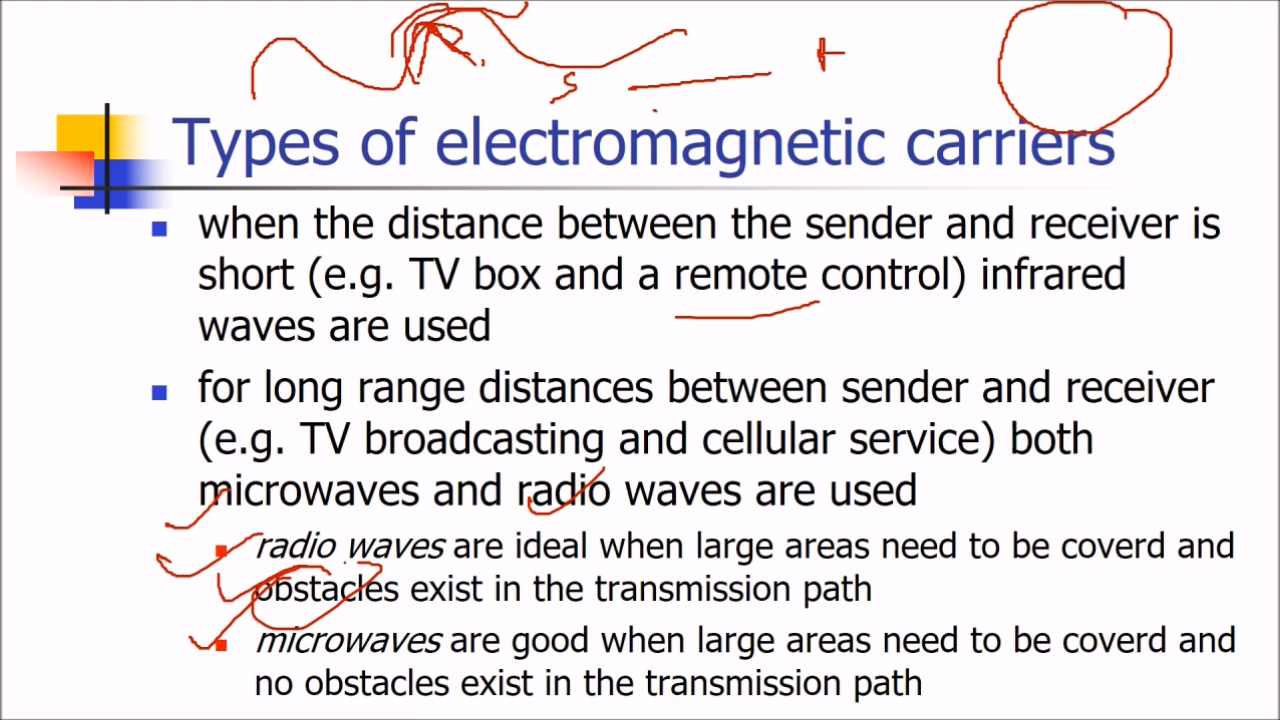 Types of electromagnetic carriers
when the distance between the sender and receiver is
short (e.g. TV box and a remote control) infrared
waves are used
for long range distances between sender and receiver
(e.g. TV broadcasting and cellular service) both
microwaves and radio waves are used
radio waves are ideal when large areas need to be coverd and
obstacles exist in the transmission path
microwaves are good when large areas need to be coverd and
no obstacles exist in the transmission path